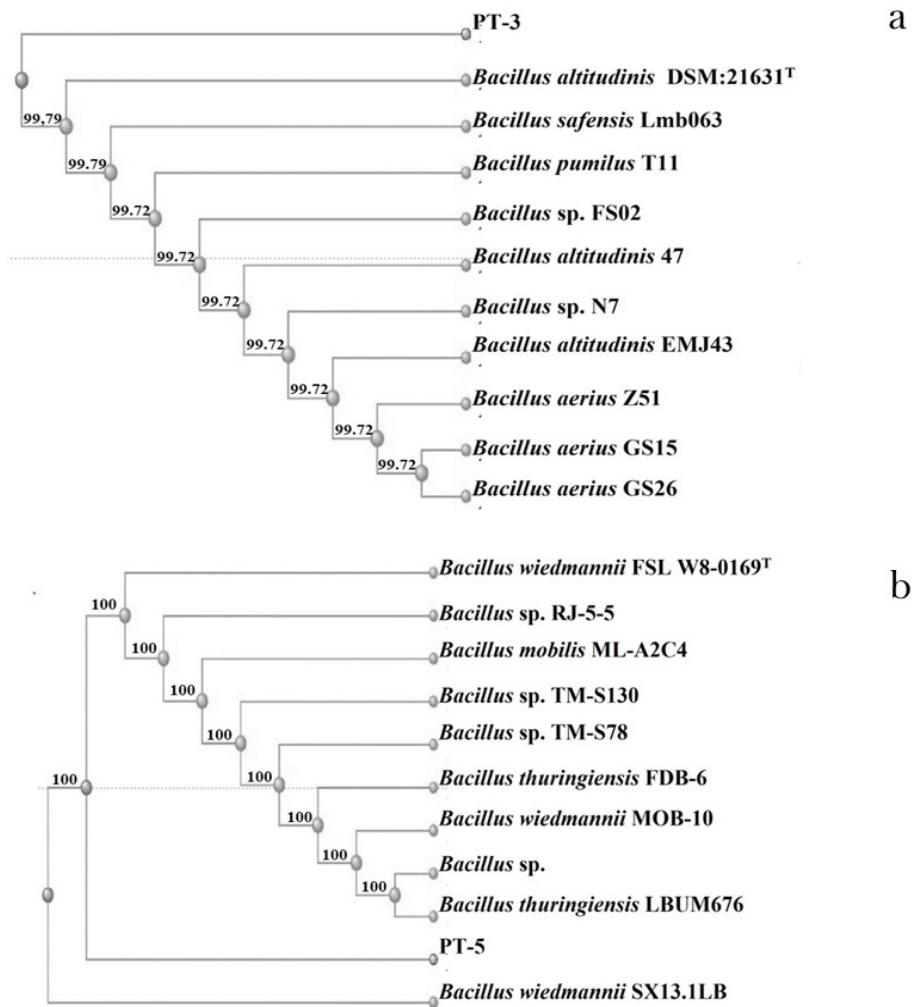 a
PT-3
Bacillus altitudinis DSM:21631ᵀ
99,79
Bacillus safensis Lmb063
99.79
Bacillus pumilus T11
99.72
Bacillus sp. FS02
99.72
Bacillus altitudinis 47
99.72
Bacillus sp. N7
99.72
Bacillus altitudinis EMJ43
99.72
Bacillus aerius Z51
99.72
Bacillus aerius GS15
99.72
Bacillus aerius GS26
b
Bacillus wiedmannii FSL W8-0169ᵀ
100
Bacillus sp. RJ-5-5
100
Bacillus mobilis ML-A2C4
100
Bacillus sp. TM-S130
100
Bacillus sp. TM-S78
100
100
Bacillus thuringiensis FDB-6
100
Bacillus wiedmannii MOB-10
100
Bacillus sp.
100
Bacillus thuringiensis LBUM676
PT-5
Bacillus wiedmannii SX13.1LB